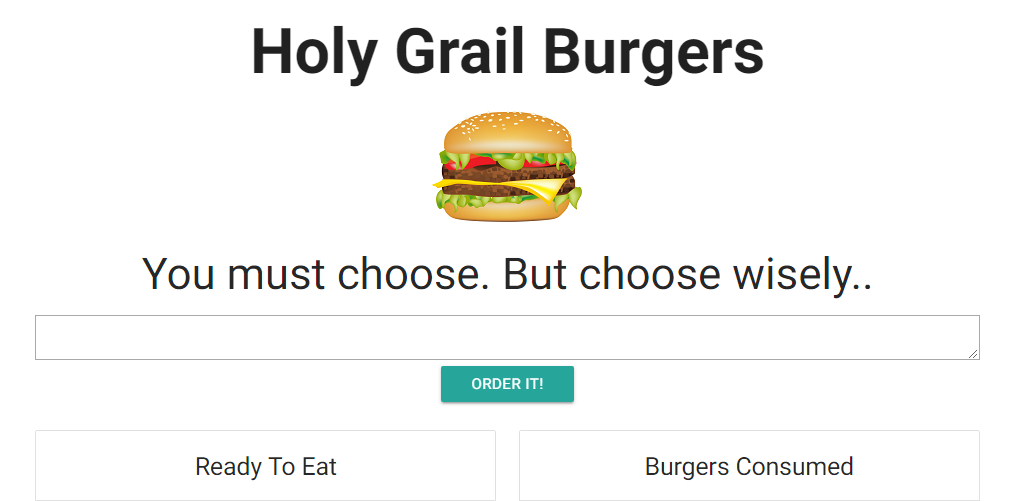 Holy Grail Burgers
You must choose. But choose wisely..
ORDER IT!
Ready To Eat
Burgers Consumed